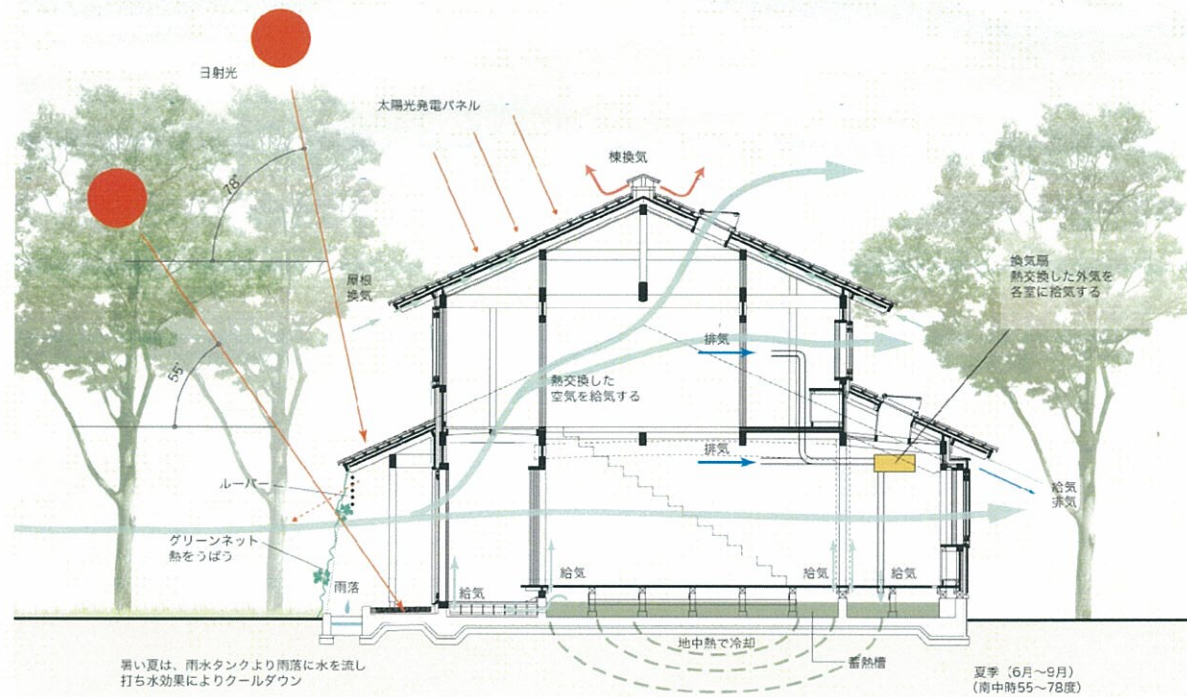 日射光
太陽光発電パネル
棟換気
78°
屋根
換気
換気扇
熱交換した外気を
各室に給気する
55°
排気
熱交換した
空気を給気する
排気
ルーバー
給気
排気
グリーンネット
熱をうばう
雨落
給気
給気
給気
給気
地中熱で冷却
蓄熱槽
暑い夏は、雨水タンクより雨落に水を流し
打ち水効果によりクールダウン
夏季（6月〜9月）
（南中時55〜78度）